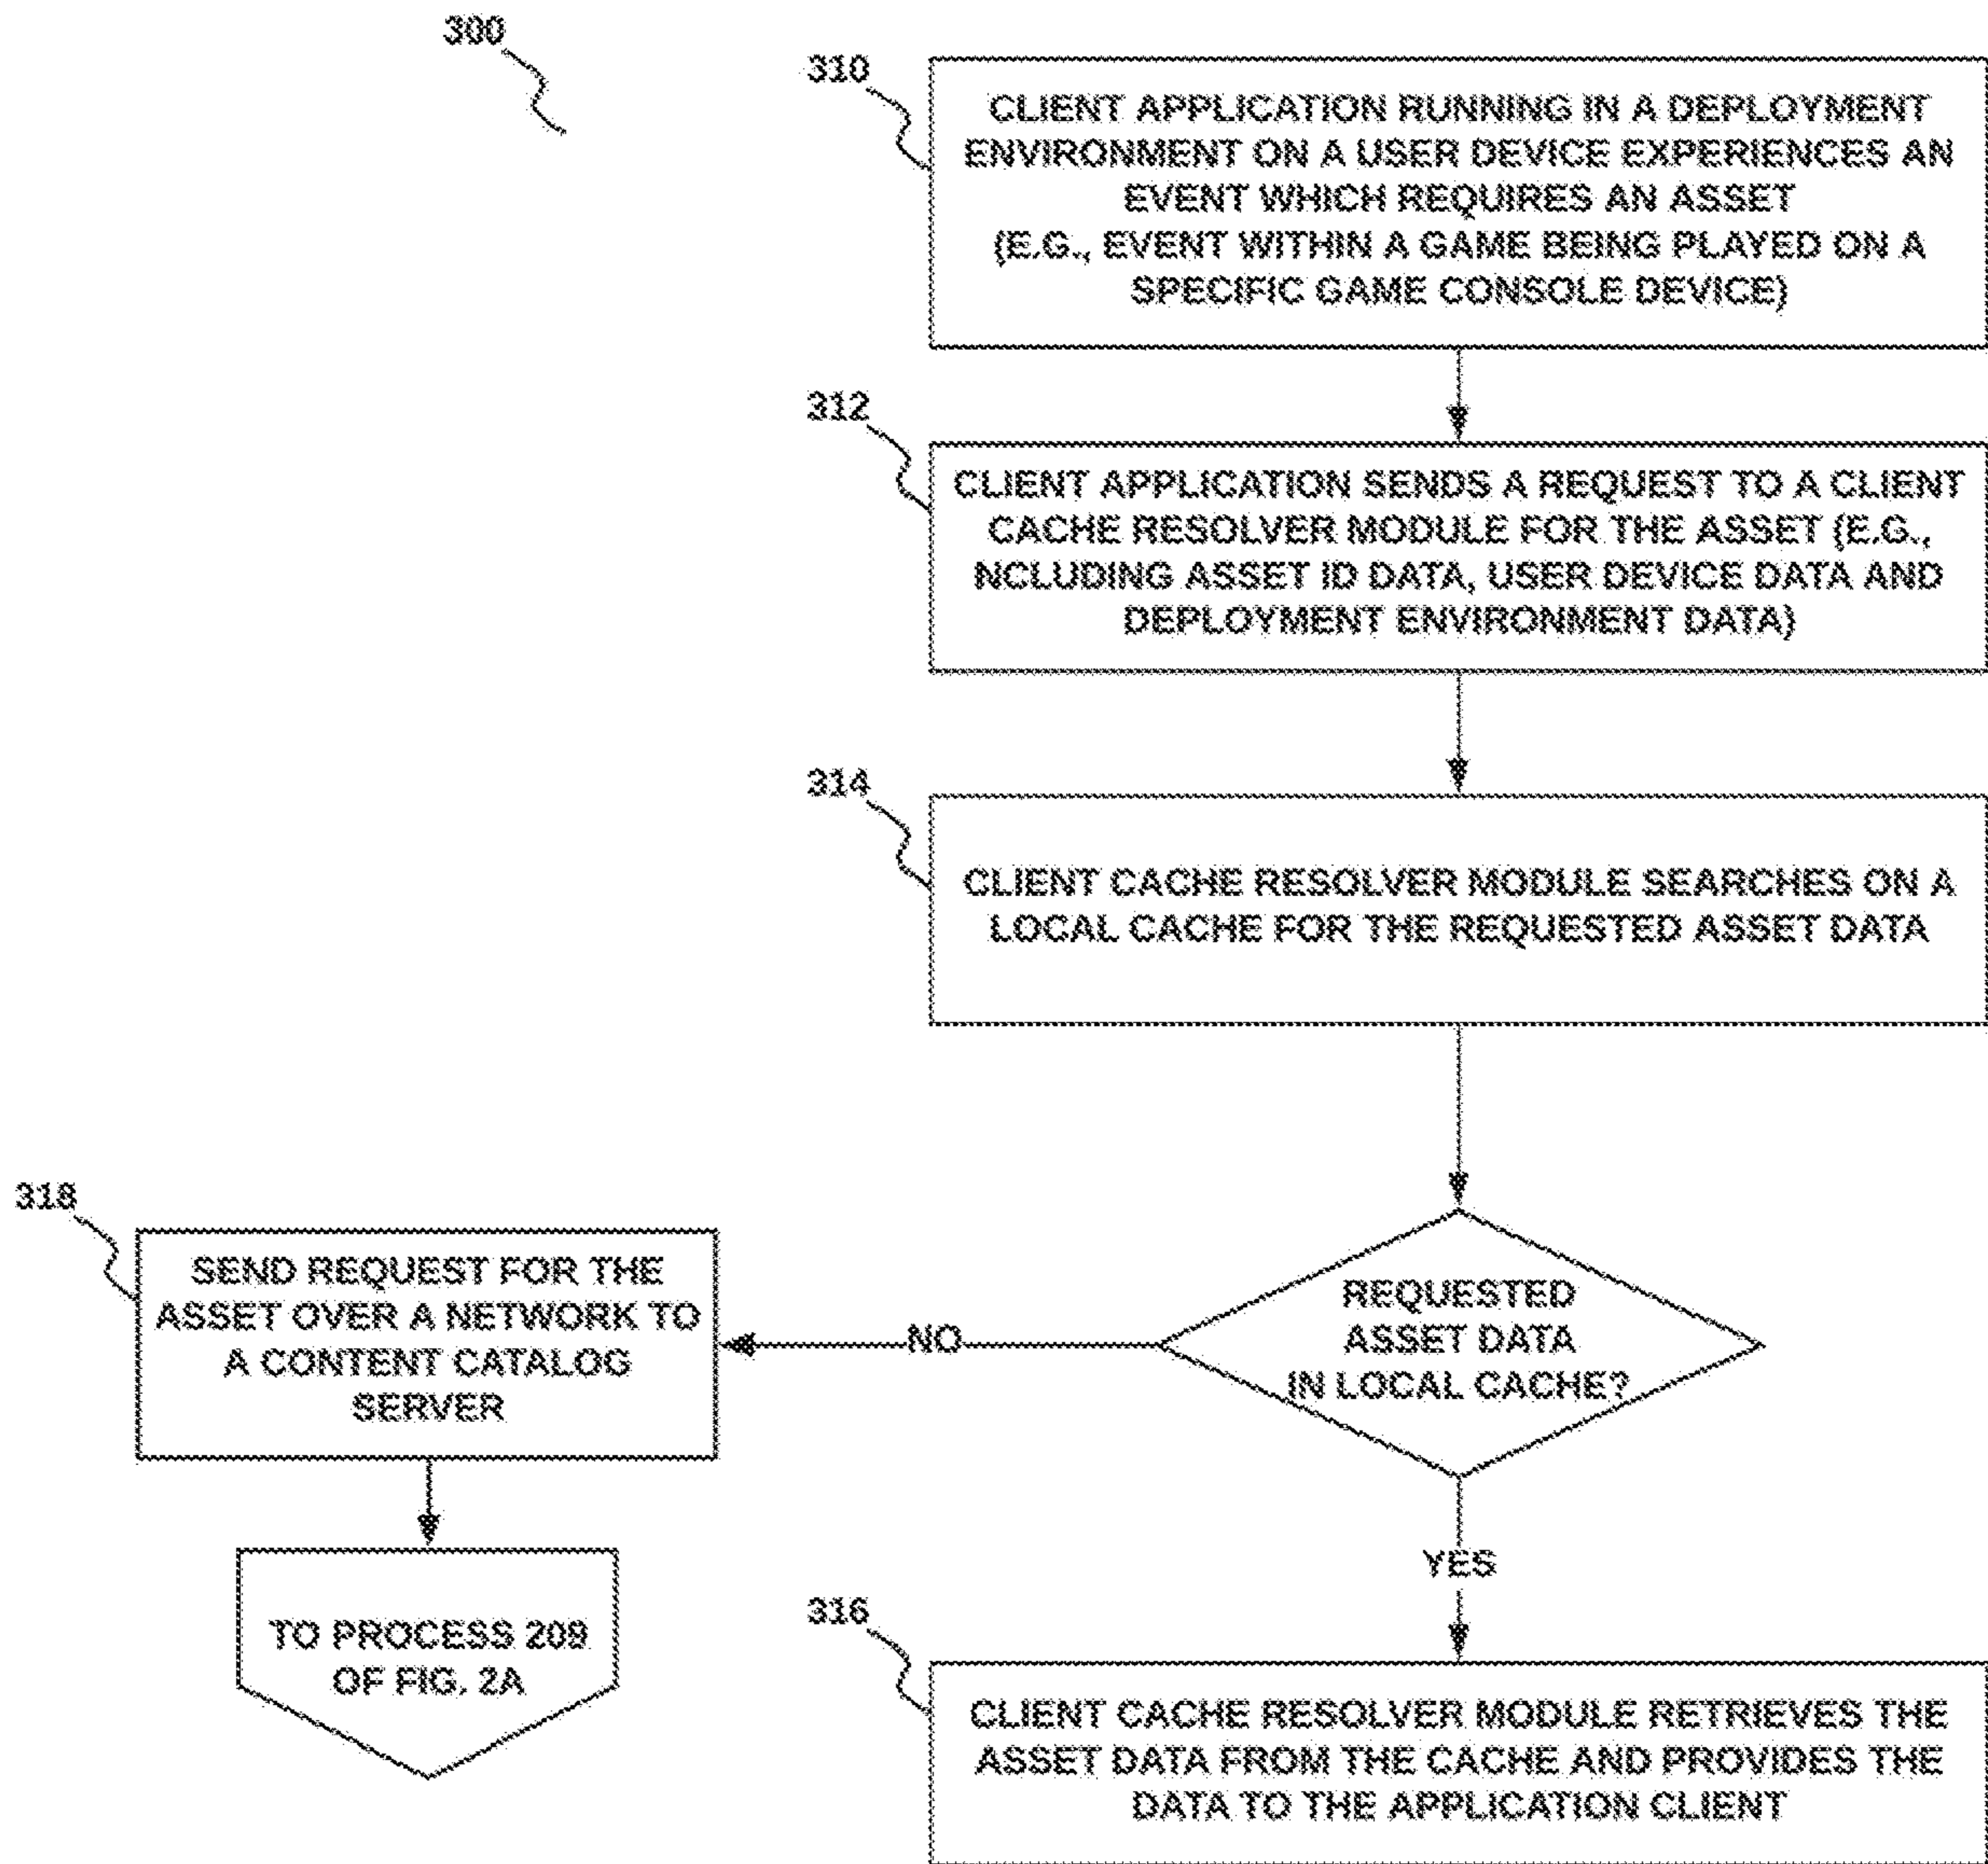 300
310
CLIENT APPLICATION RUNNING IN A DEPLOYMENT
ENVIRONMENT ON A USER DEVICE EXPERIENCES AN
EVENT WHICH REQUIRES AN ASSET
(E.G., EVENT WITHIN A GAME BEING PLAYED ON A
SPECIFIC GAME CONSOLE DEVICE)
312
CLIENT APPLICATION SENDS A REQUEST TO A CLIENT
CACHE RESOLVER MODULE FOR THE ASSET (E.G.,
NCLUDING ASSET ID DATA, USER DEVICE DATA AND
DEPLOYMENT ENVIRONMENT DATA)
314
CLIENT CACHE RESOLVER MODULE SEARCHES ON A
LOCAL CACHE FOR THE REQUESTED ASSET DATA
REQUESTED
ASSET DATA
IN LOCAL CACHE?
NO
318
SEND REQUEST FOR THE
ASSET OVER A NETWORK TO
A CONTENT CATALOG
SERVER
TO PROCESS 209
OF FIG. 2A
YES
316
CLIENT CACHE RESOLVER MODULE RETRIEVES THE
ASSET DATA FROM THE CACHE AND PROVIDES THE
DATA TO THE APPLICATION CLIENT